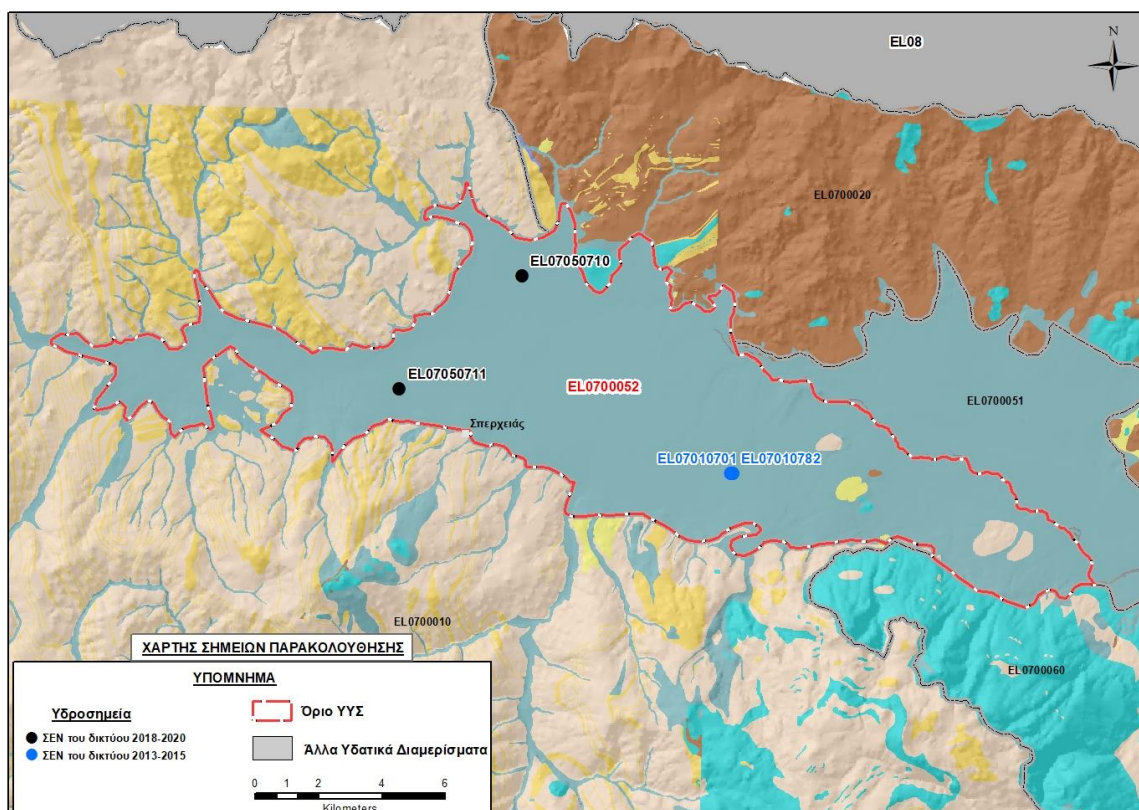 EL08
N
EL0700020
EL07050710
EL0700052
EL0700051
EL07050711
Σπερχειάς
EL07010701 EL07010782
EL0700010
EL0700060
ΧΑΡΤΗΣ ΣΗΜΕΙΩΝ ΠΑΡΑΚΟΛΟΥΘΗΣΗΣ
ΥΠΟΜΝΗΜΑ
Υδροσημεία
ΣΕΝ του δικτύου 2018-2020
ΣΕΝ του δικτύου 2013-2015
Όριο ΥΥΣ
Άλλα Υδατικά Διαμερίσματα
0 1 2 4 6
Kilometers